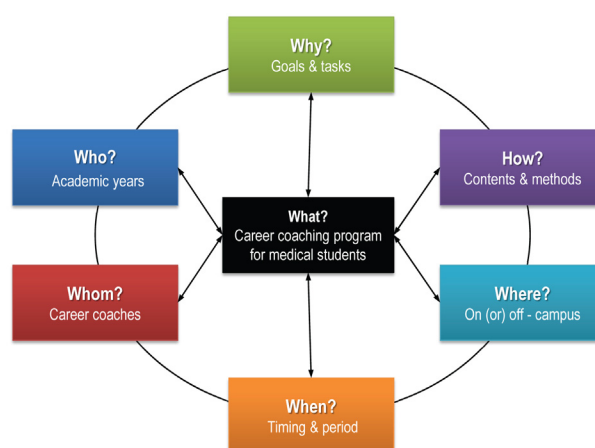 Why?
Goals & tasks
Who?
Academic years
How?
Contents & methods
What?
Career coaching program
for medical students
Whom?
Career coaches
Where?
On (or) off - campus
When?
Timing & period